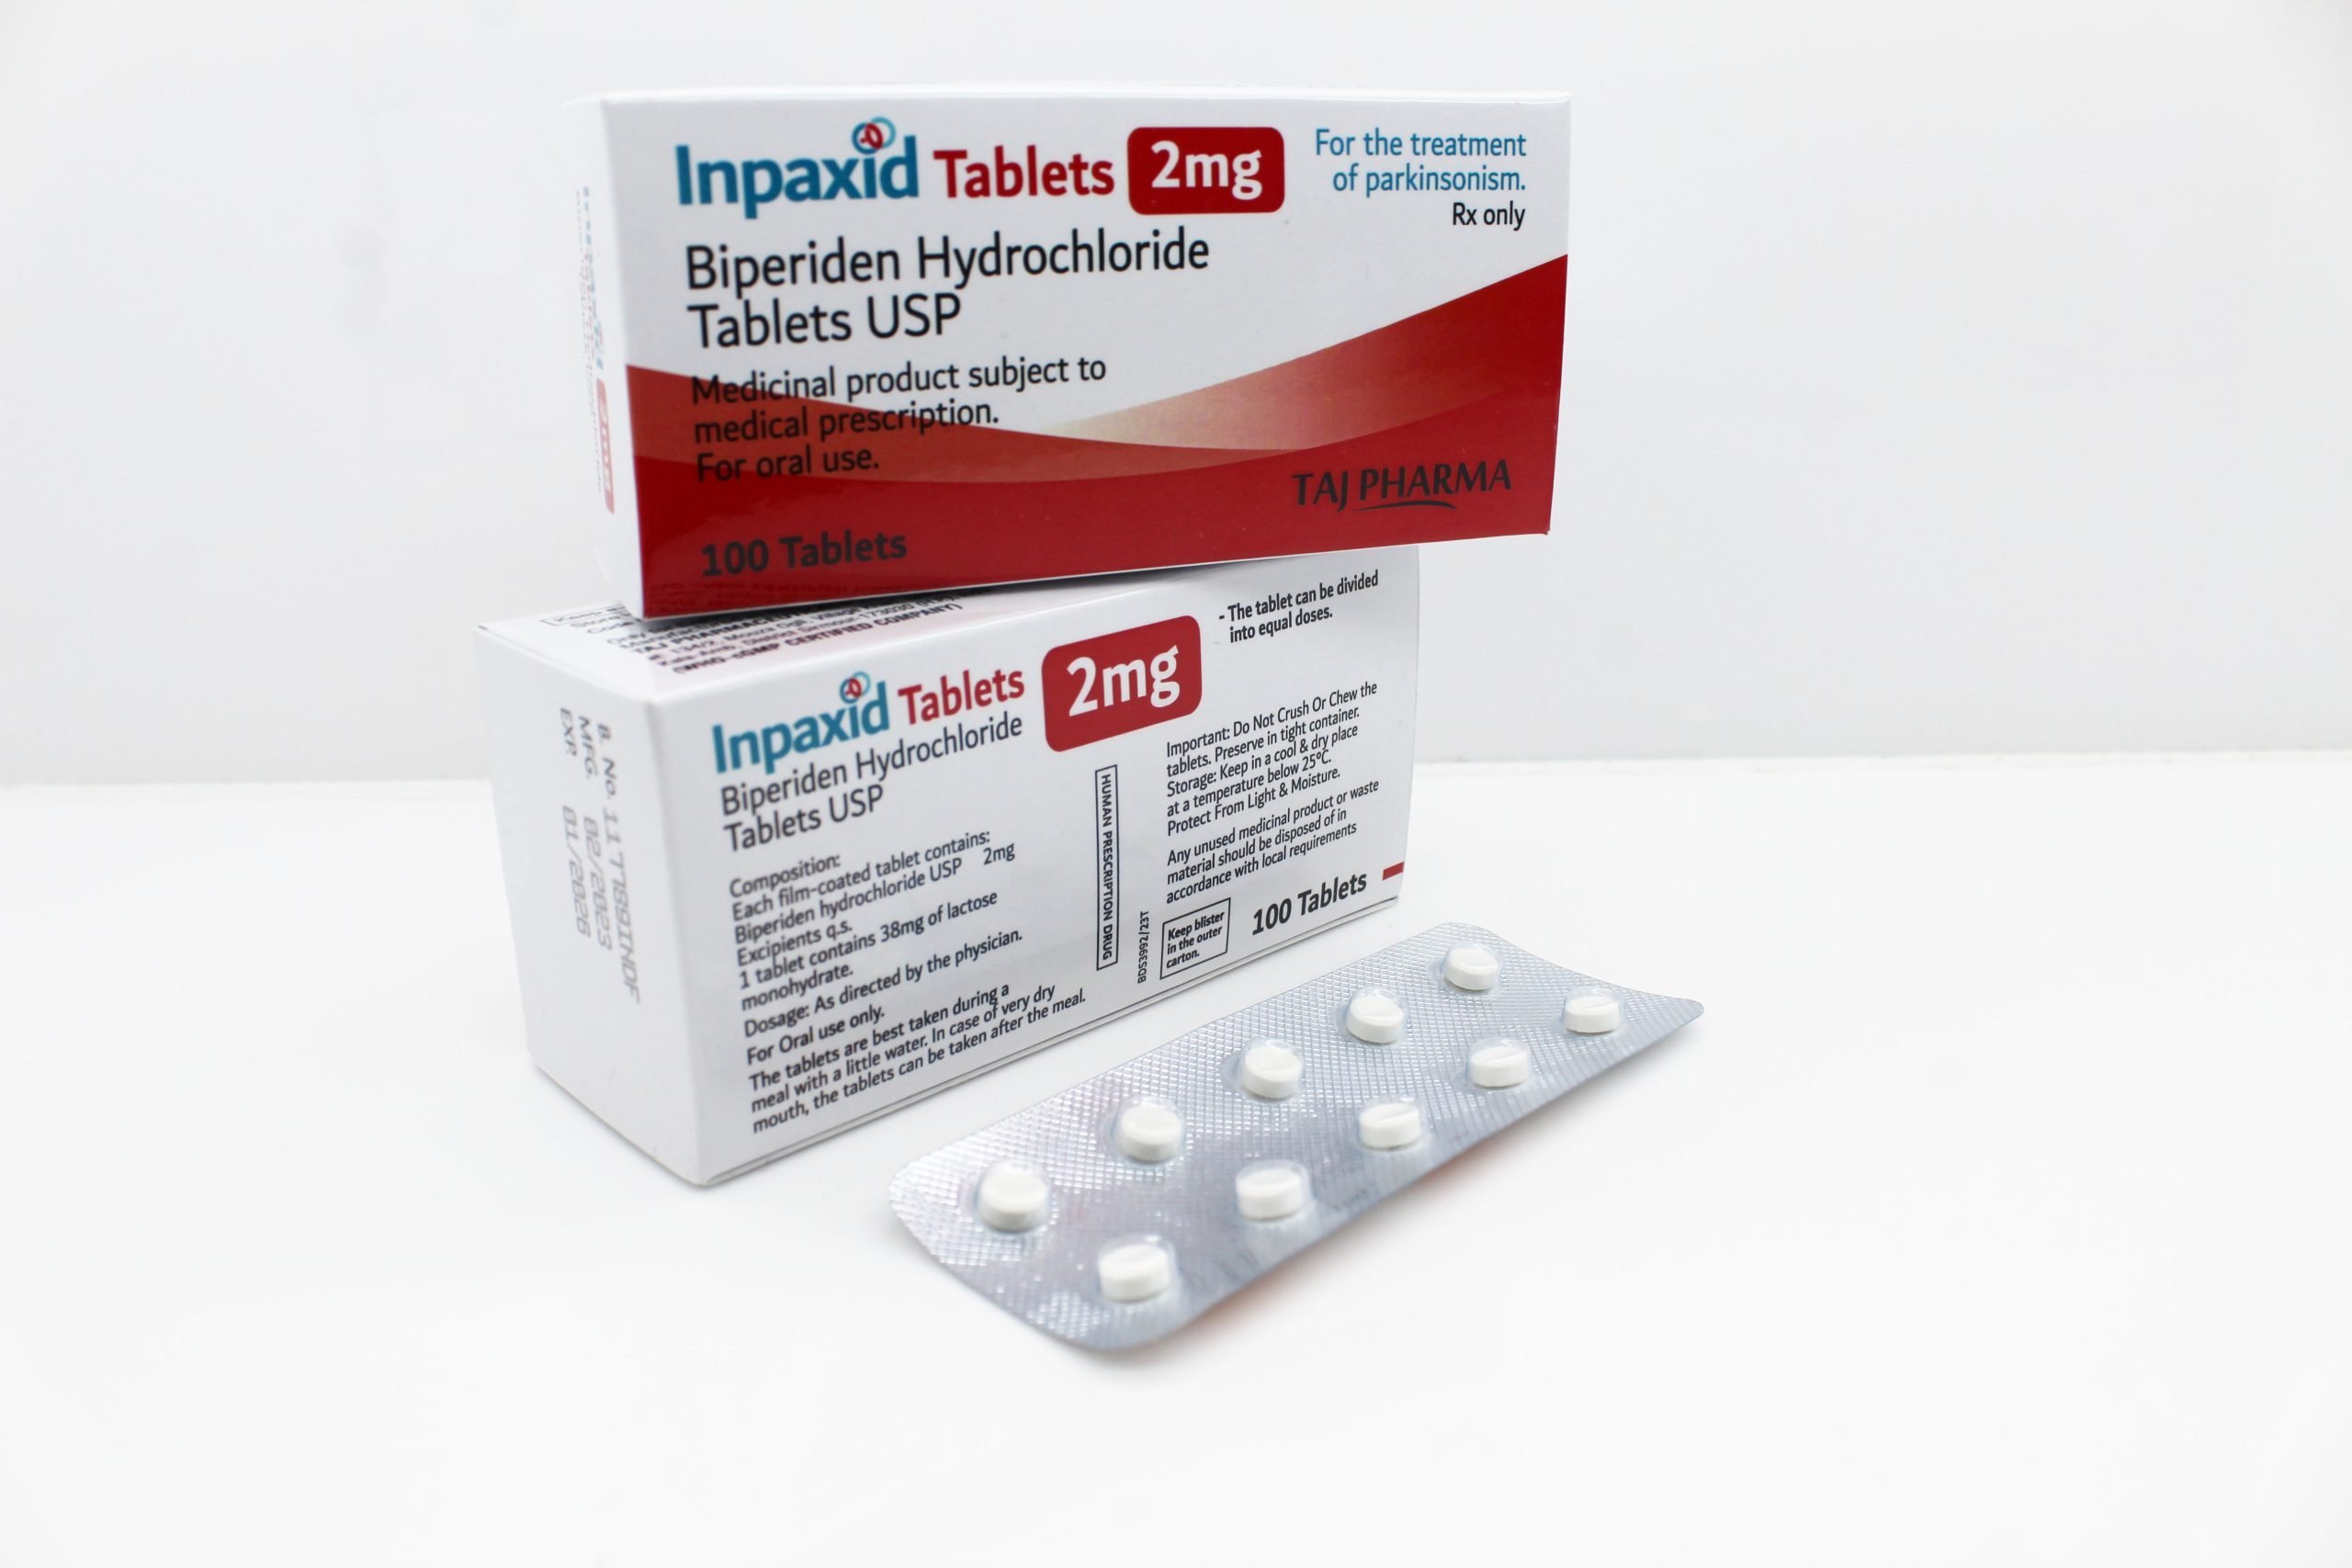 Inpaxid Tablets 2mg
For the treatment
of parkinsonism.
Rx only
Biperiden Hydrochloride
Tablets USP
Medicinal product subject to
medical prescription.
For oral use.
100 Tablets
TAJ PHARMA
(WHO-cGMP CERTIFIED COMPANY)
B. No. 117789INDF
MFG. 02/2023
EXP. 01/2026
Inpaxid Tablets 2mg
Biperiden Hydrochloride
Tablets USP
Composition:
Each film-coated tablet contains:
Biperiden hydrochloride USP 2mg
Excipients q.s.
1 tablet contains 38mg of lactose
monohydrate.
Dosage: As directed by the physician.
For Oral use only.
The tablets are best taken during a
meal with a little water. In case of very dry
mouth, the tablets can be taken after the meal.
HUMAN PRESCRIPTION DRUG
- The tablet can be divided
into equal doses.
Important: Do Not Crush Or Chew the
tablets. Preserve in tight container.
Storage: Keep in a cool & dry place
at a temperature below 25°C.
Protect From Light & Moisture.
Any unused medicinal product or waste
material should be disposed of in
accordance with local requirements
BDS3992/23T
Keep blister
in the outer
carton.
100 Tablets